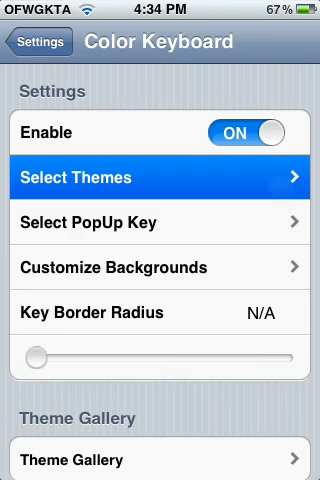 OFWGKTA 4:34 PM 67%
Settings Color Keyboard
Settings
Enable ON
Select Themes
Select PopUp Key
Customize Backgrounds
Key Border Radius N/A
Theme Gallery
Theme Gallery